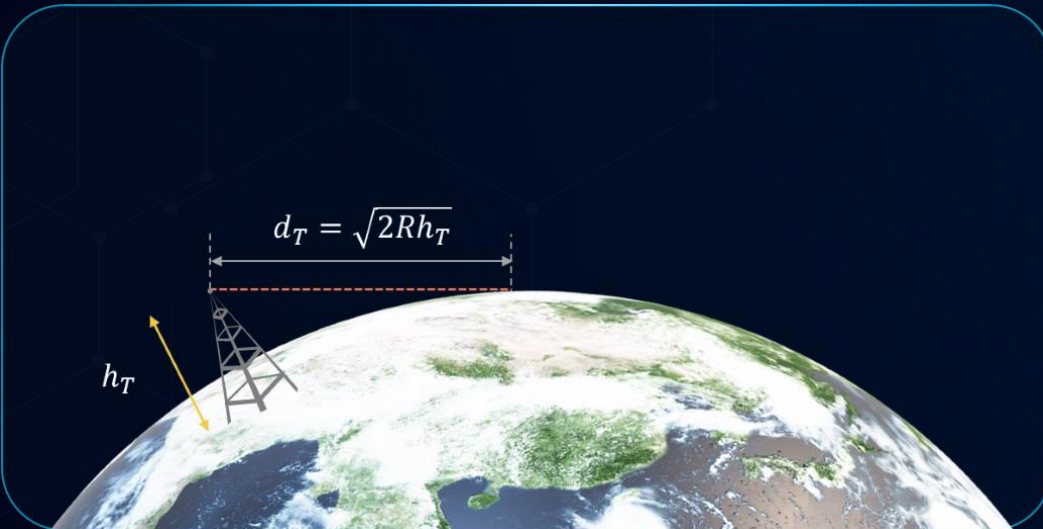 d_T = √2Rh_T
h_T